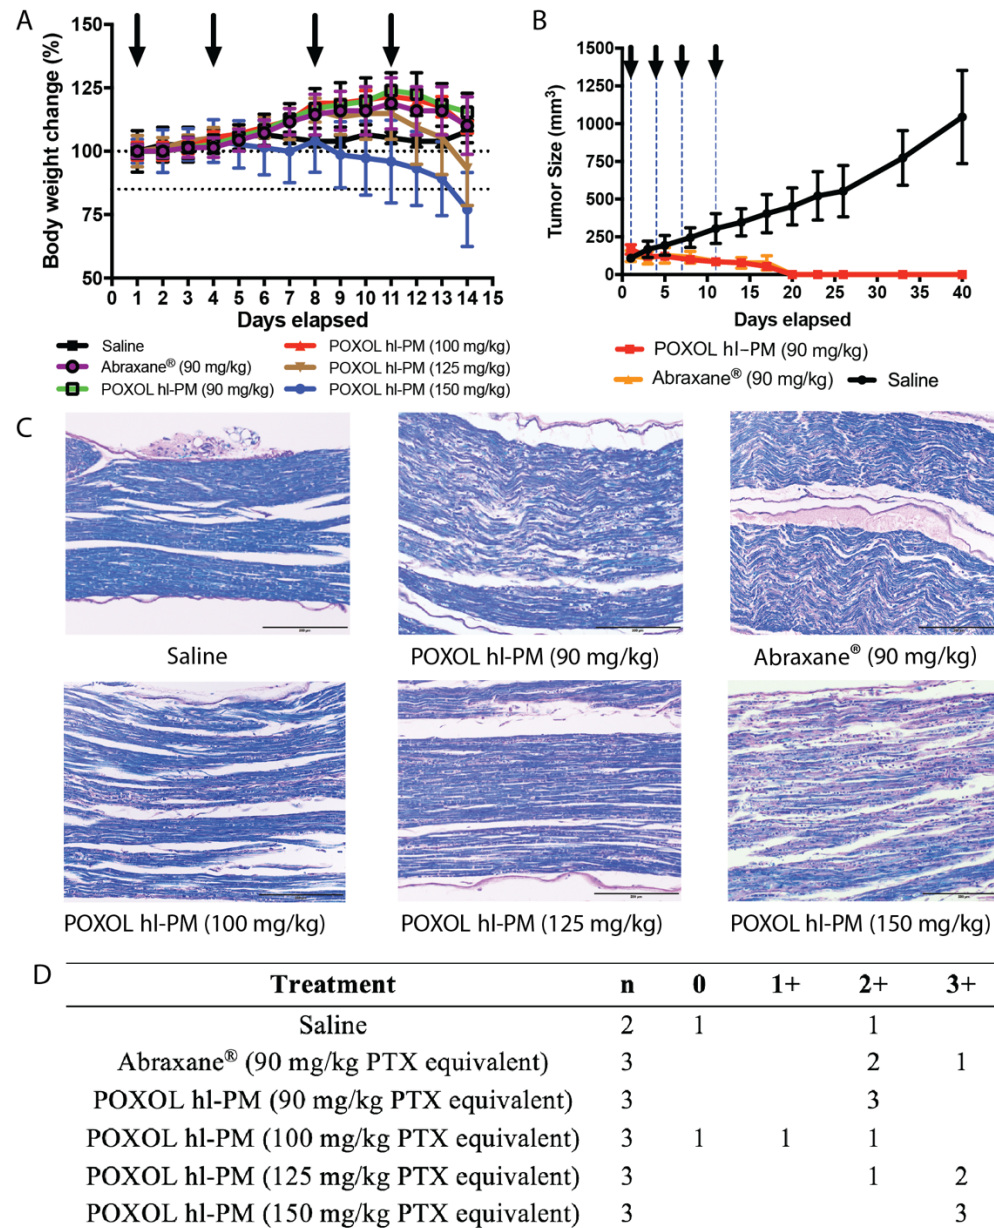 A
B
Body weight change (%)
150
125
100
75
50
0 1 2 3 4 5 6 7 8 9 10 11 12 13 14 15
Days elapsed
Tumor Size (mm³)
1500
1250
1000
750
500
250
0
0 5 11 15 20 26 33 40
Days elapsed
Saline
POXOL hl-PM (100 mg/kg)
Abraxane® (90 mg/kg)
POXOL hl-PM (125 mg/kg)
POXOL hl-PM (90 mg/kg)
POXOL hl-PM (150 mg/kg)
POXOL hl-PM (90 mg/kg)
Abraxane® (90 mg/kg) Saline
C
Saline
POXOL hl-PM (90 mg/kg)
Abraxane® (90 mg/kg)
POXOL hl-PM (100 mg/kg)
POXOL hl-PM (125 mg/kg)
POXOL hl-PM (150 mg/kg)
D
Treatment n 0 1+ 2+ 3+
Saline 2 1 1
Abraxane® (90 mg/kg PTX equivalent) 3 2 1
POXOL hl-PM (90 mg/kg PTX equivalent) 3 3
POXOL hl-PM (100 mg/kg PTX equivalent) 3 1 1 1
POXOL hl-PM (125 mg/kg PTX equivalent) 3 1 2
POXOL hl-PM (150 mg/kg PTX equivalent) 3 3